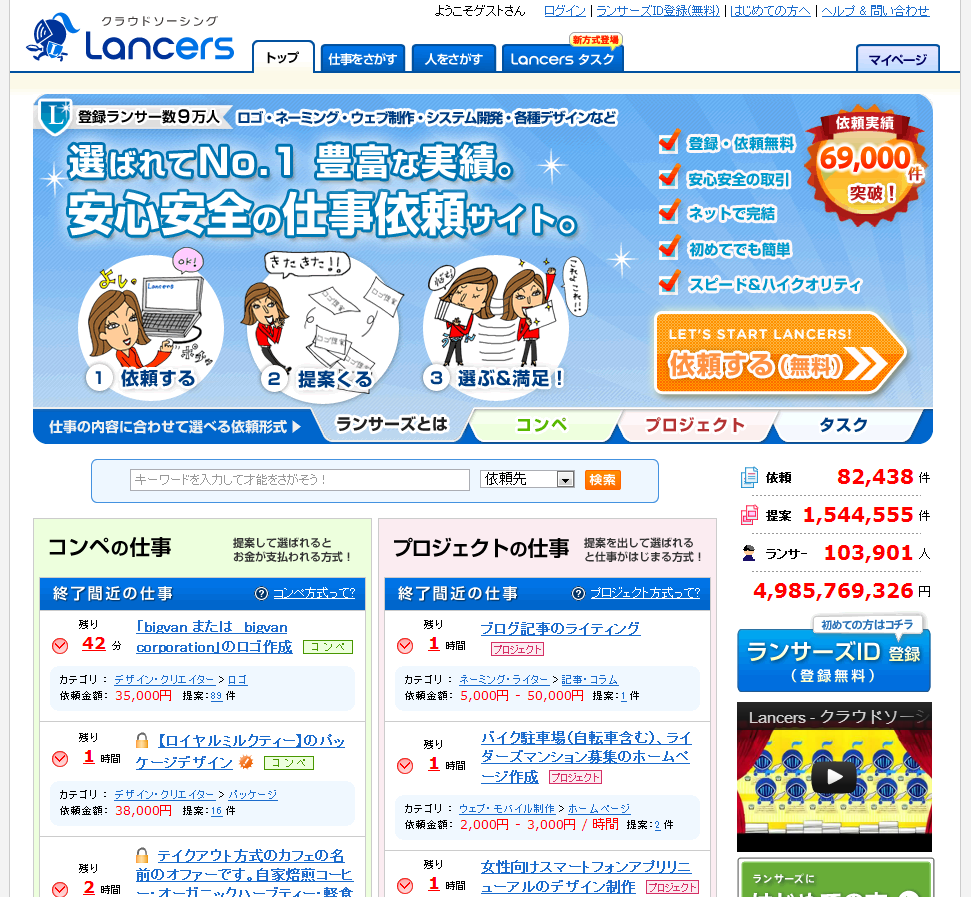 ようこそゲストさん ログイン | ランサーズID登録(無料) | はじめての方へ | ヘルプ & 問い合わせ
クラウドソーシング
Lancers
新方式登場
トップ 仕事をさがす 人をさがす Lancers タスク マイページ
登録ランサー数9万人 ロゴ・ネーミング・ウェブ制作・システム開発・各種デザインなど
選ばれてNo.1 豊富な実績。
安心安全の仕事依頼サイト。
登録・依頼無料
安心安全の取引
ネットで完結
初めてでも簡単
スピード&ハイクオリティ
依頼実績
69,000件
突破!
よい OK!
Lancers
ポチッ
1 依頼する
きたきた!!
ロゴ提案
ロゴ提案
2 提案くる
これよこれ!!
3 選ぶ&満足!
LET'S START LANCERS!
依頼する(無料)
仕事の内容に合わせて選べる依頼形式 ランサーズとは コンペ プロジェクト タスク
キーワードを入力して才能をさがそう! 依頼先 検索
依頼 82,438 件
提案 1,544,555 件
ランサー 103,901 人
4,985,769,326 円
初めての方はコチラ
ランサーズID 登録
(登録無料)
Lancers - クラウドソーシ
ランサーズに
コンペの仕事
提案して選ばれると
お金が支払われる方式!
終了間近の仕事 コンペ方式って?
残り
42 分
「bigvan または bigvan
corporation」のロゴ作成 コンペ
カテゴリ : デザイン・クリエイター > ロゴ
依頼金額: 35,000円 提案:89 件
残り
1 時間
【ロイヤルミルクティー】のパッ
ケージデザイン コンペ
カテゴリ : デザイン・クリエイター > パッケージ
依頼金額: 38,000円 提案:16 件
残り
2 時間
テイクアウト方式のカフェの名
前のオファーです。自家焙煎コーヒ
ー・オーガニックハーブティー・軽食
プロジェクトの仕事
提案を出して選ばれる
と仕事がはじまる方式!
終了間近の仕事 プロジェクト方式って?
残り
1 時間
ブログ記事のライティング
プロジェクト
カテゴリ : ネーミング・ライター > 記事・コラム
依頼金額: 5,000円 - 50,000円 提案:1 件
残り
1 時間
バイク駐車場(自転車含む)、ライ
ダーズマンション募集のホームペ
ージ作成 プロジェクト
カテゴリ : ウェブ・モバイル制作 > ホームページ
依頼金額: 2,000円 - 3,000円 / 時間 提案:2 件
残り
1 時間
女性向けスマートフォンアプリリニ
ューアルのデザイン制作 プロジェクト